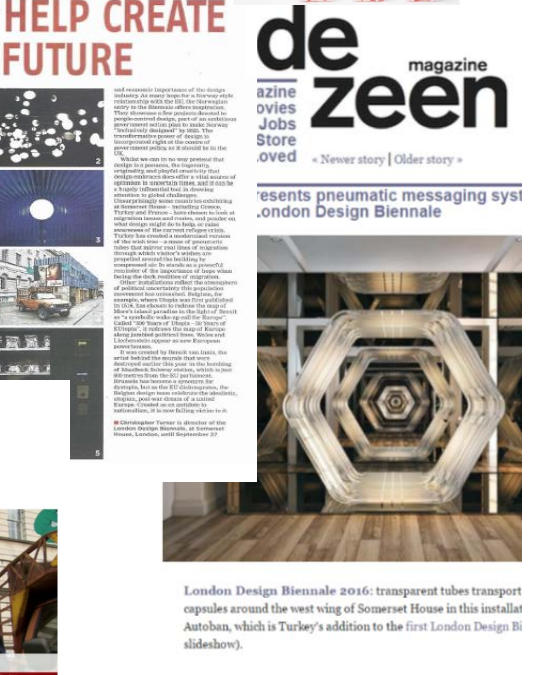 HELP CREATE
FUTURE
and economic importance of the design
industry. As many hope for a Norway-style
relationship with the EU, the Norwegian
entry to the Biennale offers inspiration.
They showcase a few projects devoted to
people-centred design, part of an ambitious
government action plan to make Norway
"inclusively designed" by 2025. The
transformative power of design is
incorporated right at the centre of
government policy, as it should be in the
UK.
Whilst we can in no way pretend that
design is a panacea, the ingenuity,
originality and playful creativity that
design embraces does offer a vital source of
optimism in uncertain times, and it can be
a hugely influential tool in drawing
attention to global challenges.
Unsurprisingly some countries exhibiting
at Somerset House – including Greece,
Turkey and France – have chosen to look at
migration issues and routes, and ponder on
what design might do to help, or raise
awareness of the current refugee crisis.
Turkey has created a modernised version
of the wish tree – a maze of pneumatic
tubes that mirror real lines of migration
through which visitor's wishes are
propelled around the building by
compressed air. It stands as a powerful
reminder of the importance of hope when
facing the dark realities of migration.
Other installations reflect the atmosphere
of political uncertainty this population
movement has unleashed. Belgium, for
example, where Utopia was first published
in 1516, has chosen to redraw the map of
More's island paradise in the light of Brexit
as "a symbolic wake-up call for Europe".
Called "500 Years of Utopia - 50 Years of
EUtopia", it redraws the map of Europe
along jumbled political lines. Wales and
Liechtenstein appear as new European
powerhouses.
It was created by Benoit van Innis, the
artist behind the murals that were
destroyed earlier this year in the bombing
of Maelbeek Subway station, which is just
metres from the EU parliament.
Brussels has become a synonym for
dystopia, but as the EU disintegrates, the
Belgian design team celebrate the idealistic,
utopian, post-war dream of a united
Europe. Created as an antidote to
nationalism, it is now falling victim to it.
Christopher Turner is director of the
London Design Biennale, at Somerset
House, London, until September 27
2
3
5
de
zeen
magazine
azine
ovies
Jobs
Store
oved
« Newer story | Older story »
resents pneumatic messaging syst
London Design Biennale
London Design Biennale 2016: transparent tubes transport
capsules around the west wing of Somerset House in this installat
Autoban, which is Turkey's addition to the first London Design Bi
slideshow).